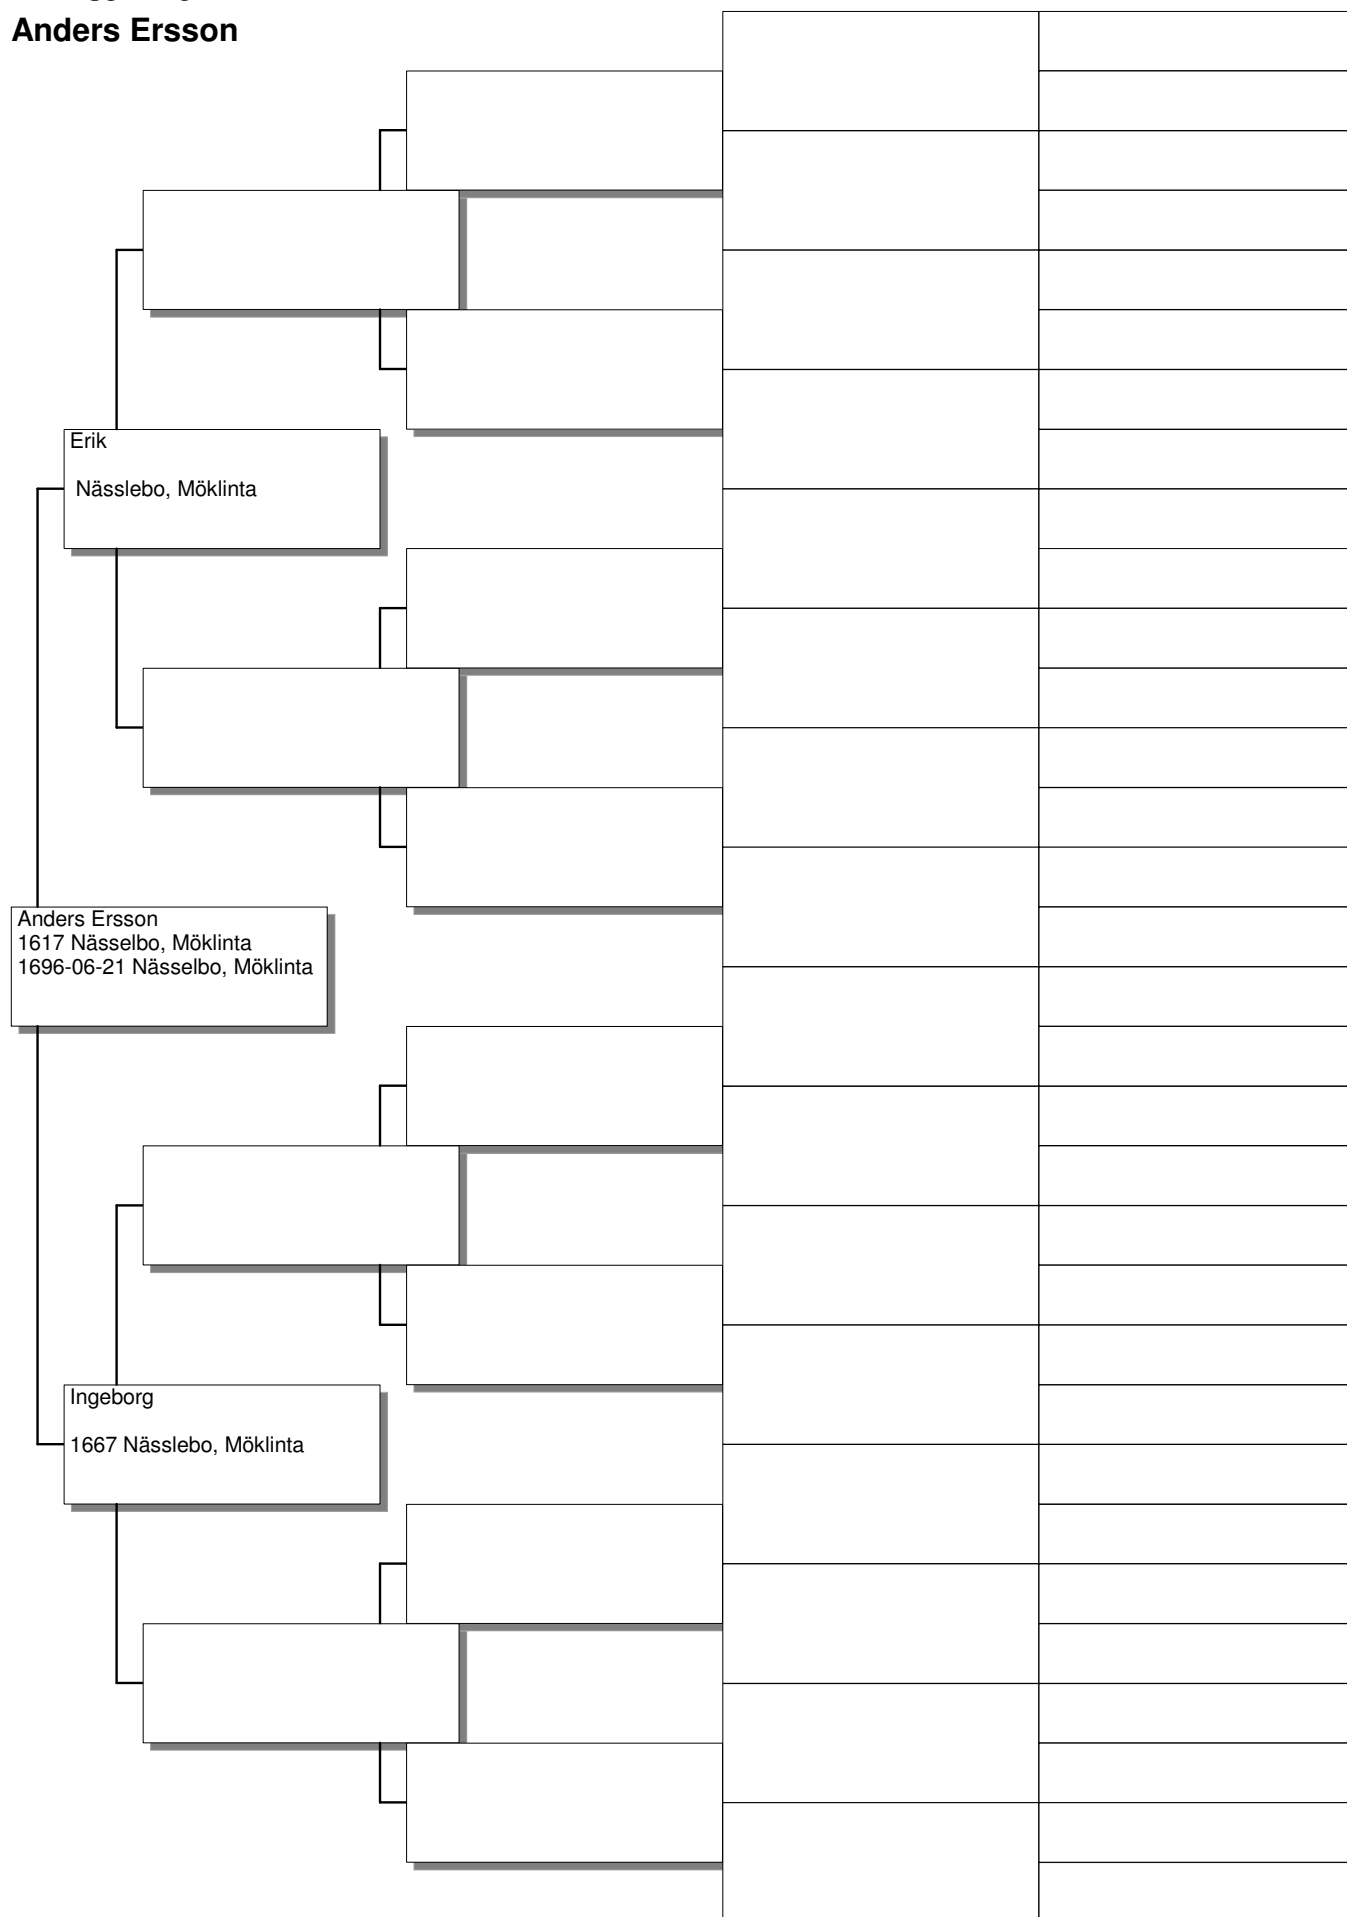 Anders Ersson
Erik
Nässlebo, Möklinta
Anders Ersson
1617 Nässelbo, Möklinta
1696-06-21 Nässelbo, Möklinta
Ingeborg
1667 Nässlebo, Möklinta